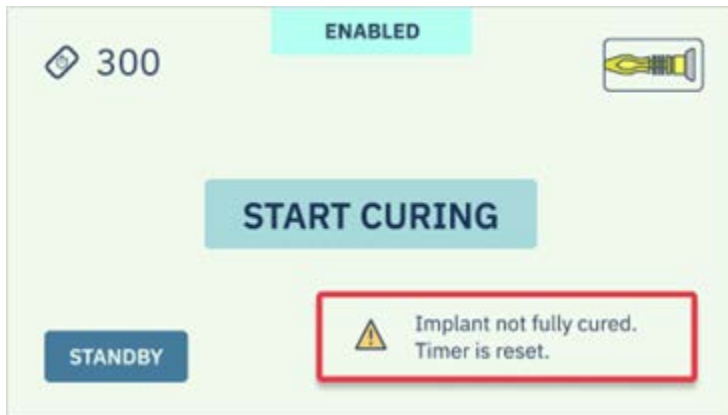 ENABLED
300
START CURING
Implant not fully cured.
Timer is reset.
STANDBY